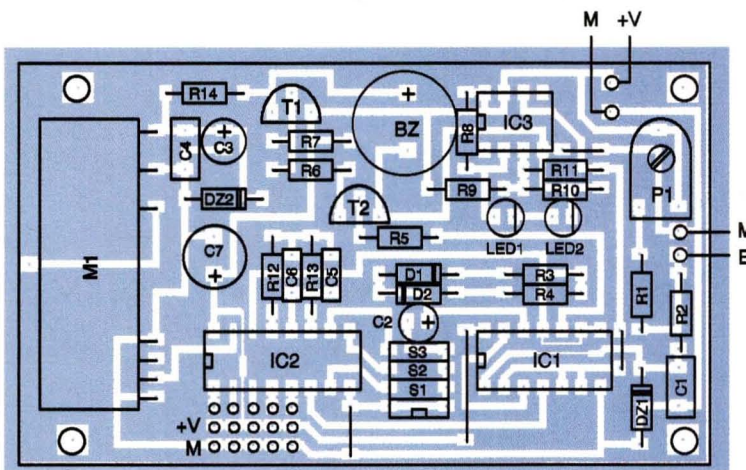 M +V
R14
T1
BZ
R8
IC3
C4
C3
R7
R6
R11
R10
P1
DZ2
T2
R9
M1
C7
R5
LED1 LED2
M
E
R12
C6
R13
C5
D1
D2
R3
R4
R1
R2
C2
IC2
S3
S2
S1
IC1
DZ1
C1
+V
M